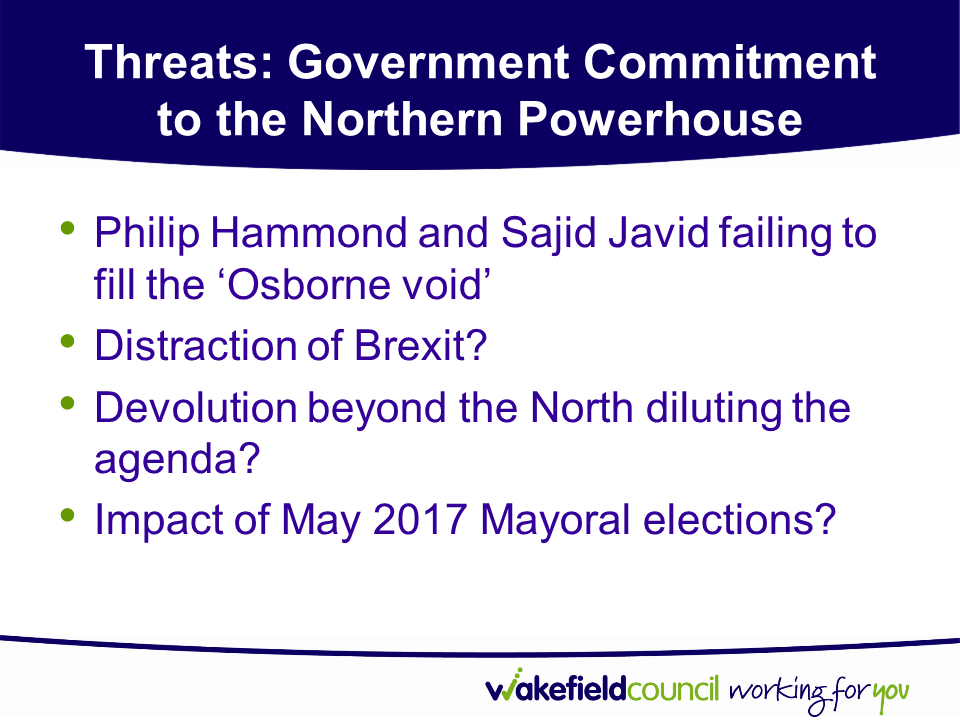 Threats: Government Commitment
to the Northern Powerhouse
• Philip Hammond and Sajid Javid failing to
fill the ‘Osborne void’
• Distraction of Brexit?
• Devolution beyond the North diluting the
agenda?
• Impact of May 2017 Mayoral elections?
wakefieldcouncil working for you